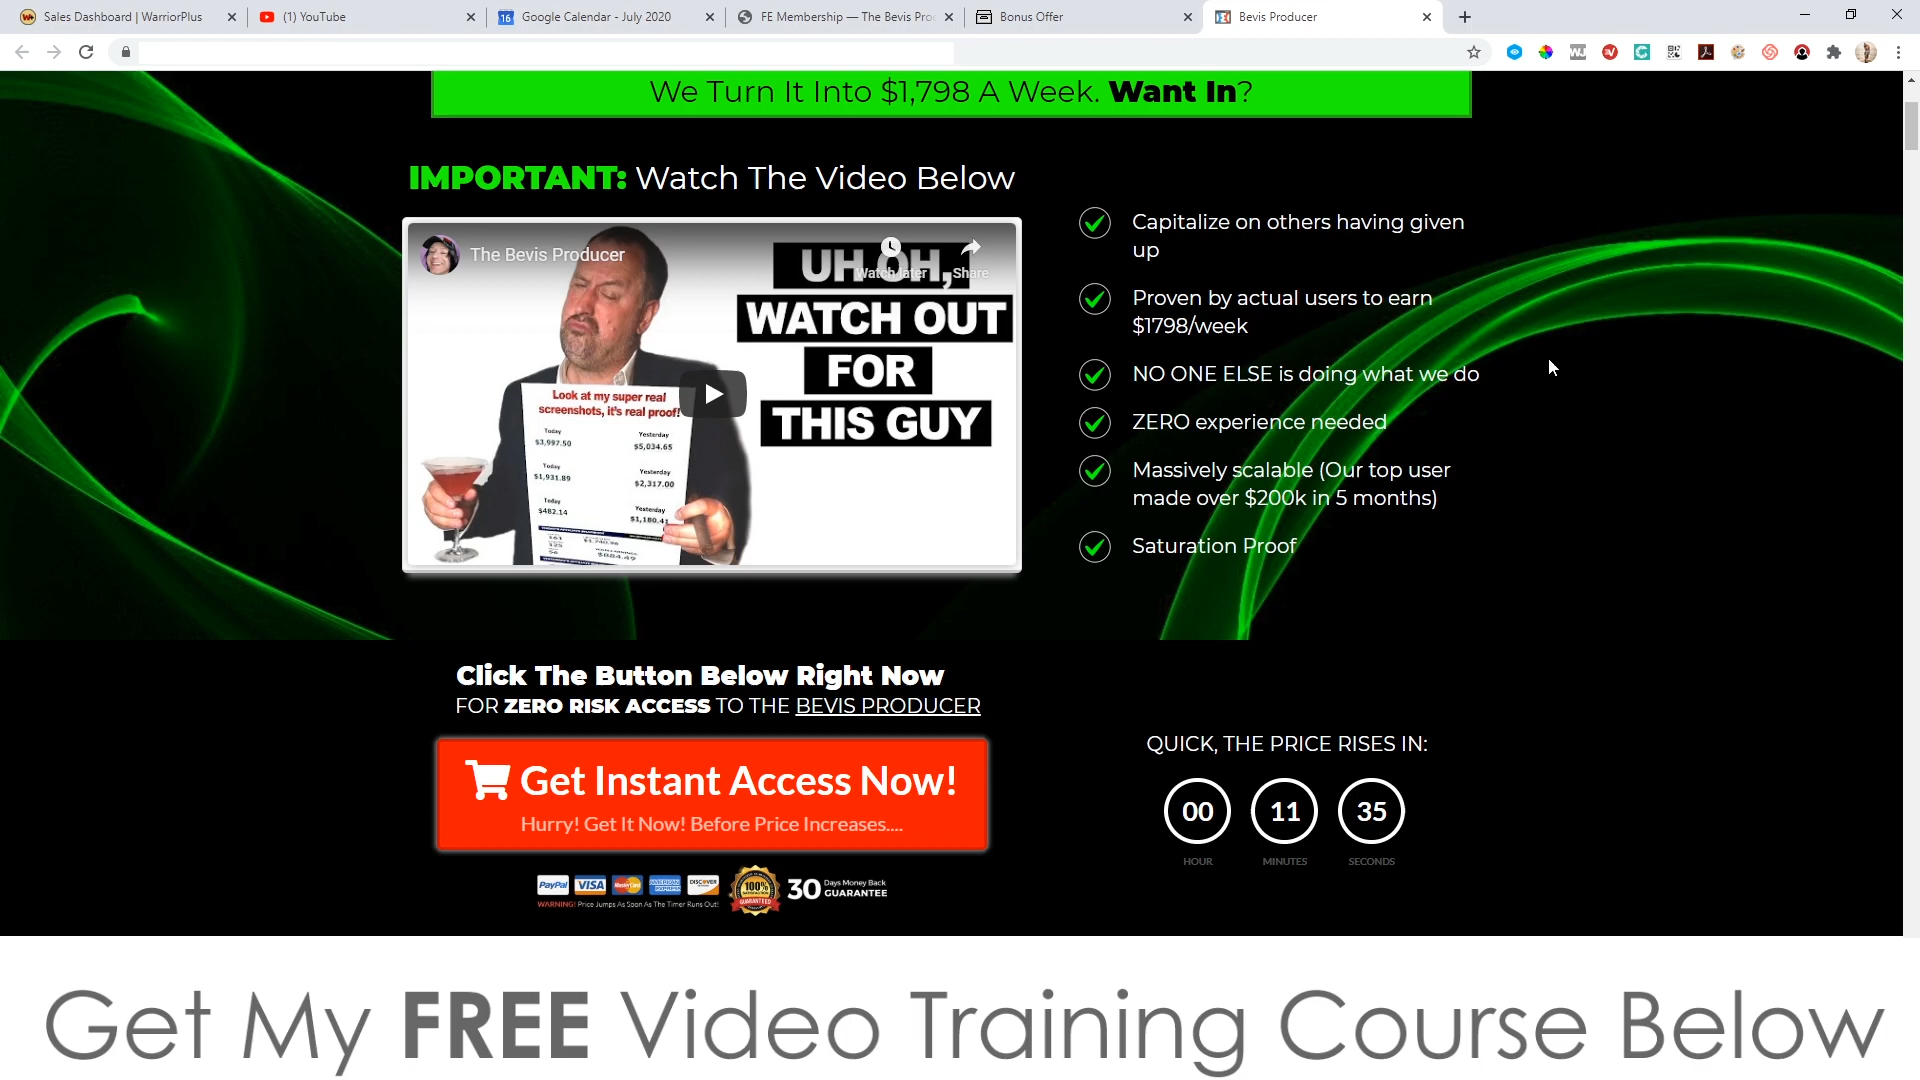 Sales Dashboard | WarriorPlus
(1) YouTube
Google Calendar - July 2020
FE Membership — The Bevis Pro
Bonus Offer
Bevis Producer
We Turn It Into $1,798 A Week. Want In?
IMPORTANT: Watch The Video Below
The Bevis Producer
Watch later
Share
UH OH,
WATCH OUT
FOR
THIS GUY
Look at my super real
screenshots, it's real proof!
Today
Yesterday
$3,997.50
$5,034.65
Today
Yesterday
$1,931.89
$2,317.00
Today
Yesterday
$482.14
$1,180.41
$884.49
Capitalize on others having given
up
Proven by actual users to earn
$1798/week
NO ONE ELSE is doing what we do
ZERO experience needed
Massively scalable (Our top user
made over $200k in 5 months)
Saturation Proof
Click The Button Below Right Now
FOR ZERO RISK ACCESS TO THE BEVIS PRODUCER
Get Instant Access Now!
Hurry! Get It Now! Before Price Increases....
PayPal VISA MasterCard AMERICAN EXPRESS DISCOVER
WARNING! Price Jumps As Soon As The Timer Runs Out!
100%
SATISFACTION
GUARANTEED
30 Days Money Back
GUARANTEE
QUICK, THE PRICE RISES IN:
00 11 35
HOUR MINUTES SECONDS
Get My FREE Video Training Course Below